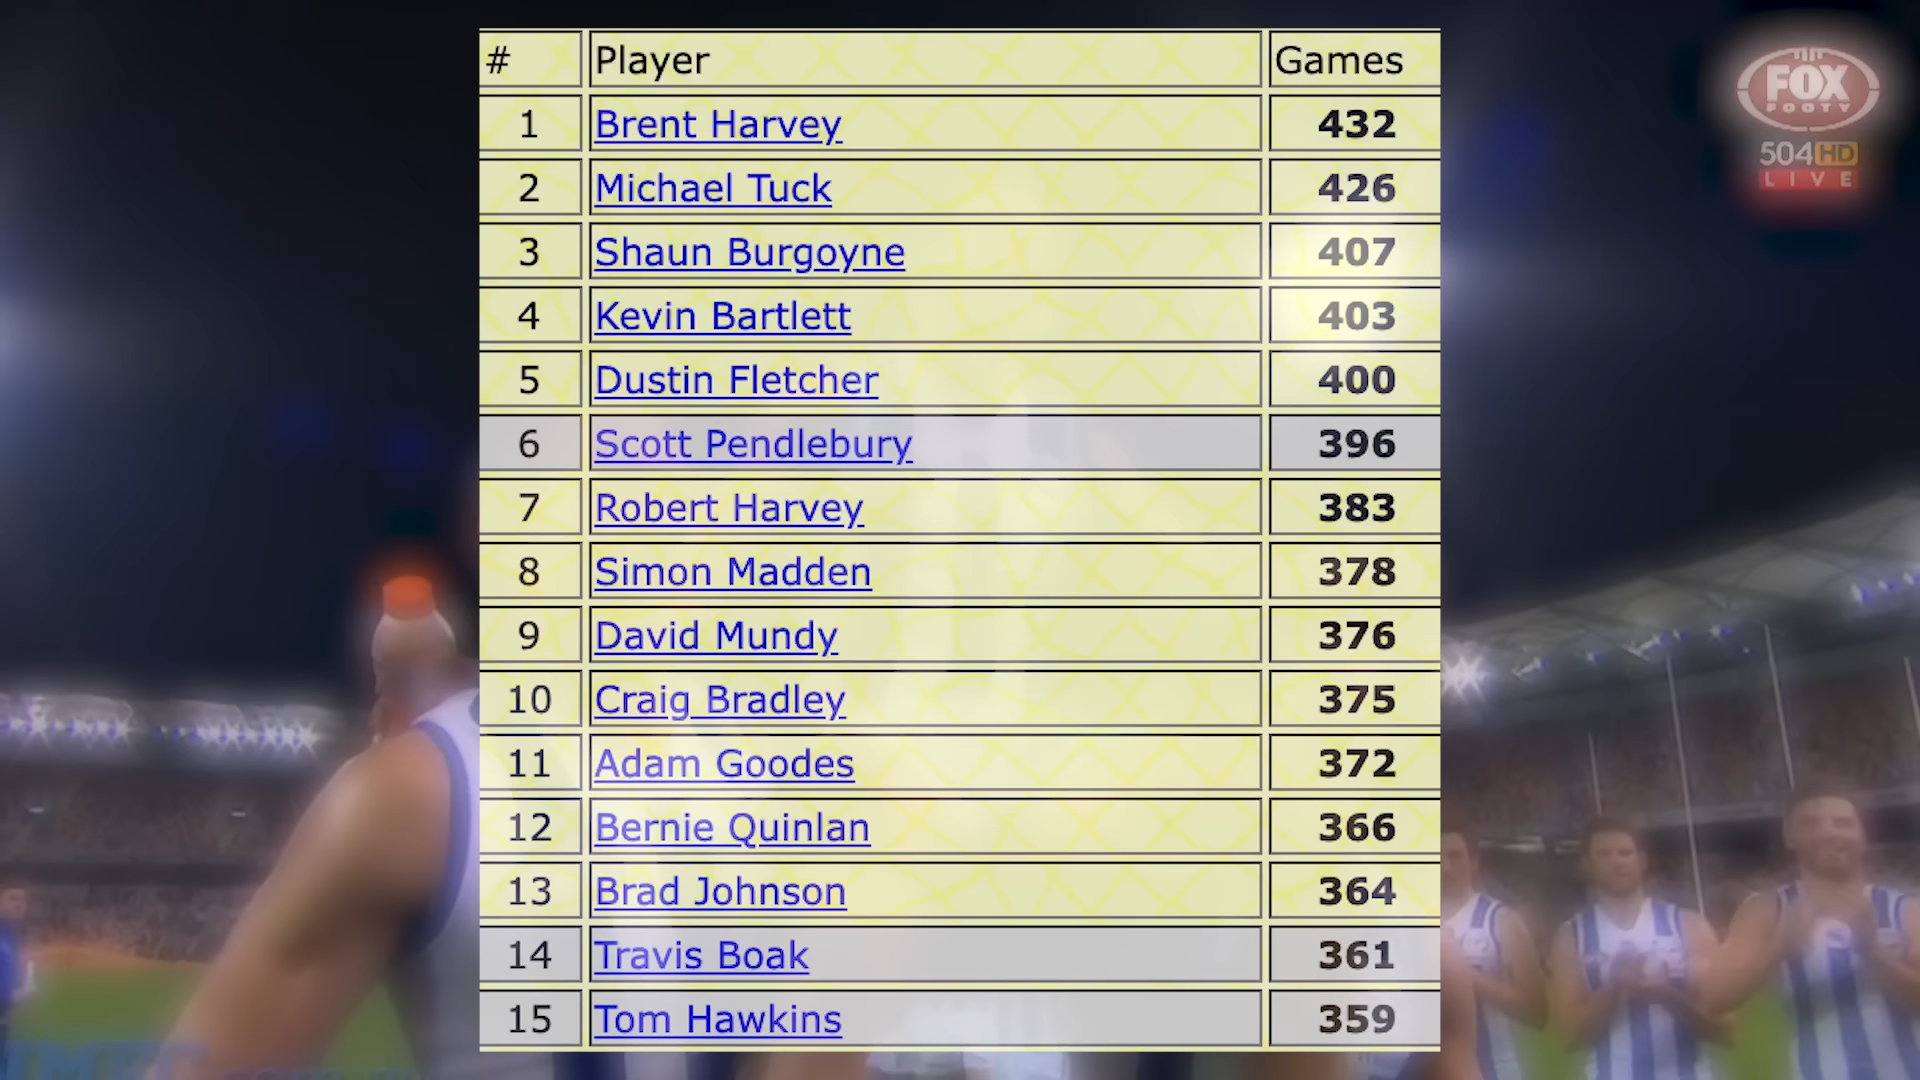 # Player Games
1 Brent Harvey 432
2 Michael Tuck 426
3 Shaun Burgoyne 407
4 Kevin Bartlett 403
5 Dustin Fletcher 400
6 Scott Pendlebury 396
7 Robert Harvey 383
8 Simon Madden 378
9 David Mundy 376
10 Craig Bradley 375
11 Adam Goodes 372
12 Bernie Quinlan 366
13 Brad Johnson 364
14 Travis Boak 361
15 Tom Hawkins 359
FOX
FOOTY
504HD
LIVE